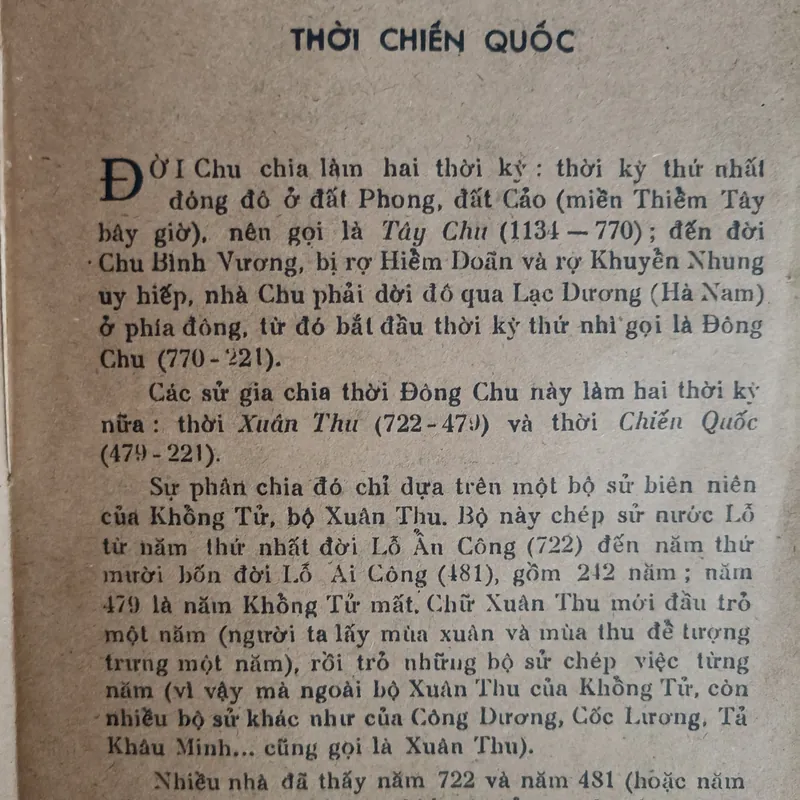 THỜI CHIẾN QUỐC
ĐỜI Chu chia làm hai thời kỳ : thời kỳ thứ nhất
đóng đô ở đất Phong, đất Cảo (miền Thiểm Tây
bây giờ), nên gọi là Tây Chu (1134 — 770) ; đến đời
Chu Bình Vương, bị rợ Hiểm Doãn và rợ Khuyển Nhung
uy hiếp, nhà Chu phải dời đô qua Lạc Dương (Hà Nam)
ở phía đông, từ đó bắt đầu thời kỳ thứ nhì gọi là Đông
Chu (770 - 221).
Các sử gia chia thời Đông Chu này làm hai thời kỳ
nữa : thời Xuân Thu (722 - 479) và thời Chiến Quốc
(479 - 221).
Sự phân chia đó chỉ dựa trên một bộ sử biên niên
của Khổng Tử, bộ Xuân Thu. Bộ này chép sử nước Lỗ
từ năm thứ nhất đời Lỗ Ẩn Công (722) đến năm thứ
mười bốn đời Lỗ Ai Công (481), gồm 242 năm ; năm
479 là năm Khổng Tử mất. Chữ Xuân Thu mới đầu trỏ
một năm (người ta lấy mùa xuân và mùa thu để tượng
trưng một năm), rồi trỏ những bộ sử chép việc từng
năm (vì vậy mà ngoài bộ Xuân Thu của Khổng Tử, còn
nhiều bộ sử khác như của Công Dương, Cốc Lương, Tả
Khâu Minh... cũng gọi là Xuân Thu).
Nhiều nhà đã thấy năm 722 và năm 481 (hoặc năm